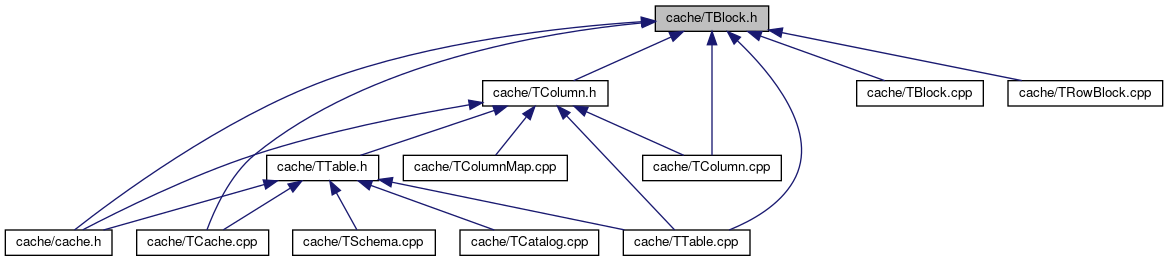 cache/TBlock.h
cache/TColumn.h
cache/TBlock.cpp
cache/TRowBlock.cpp
cache/TTable.h
cache/TColumnMap.cpp
cache/TColumn.cpp
cache/cache.h
cache/TCache.cpp
cache/TSchema.cpp
cache/TCatalog.cpp
cache/TTable.cpp